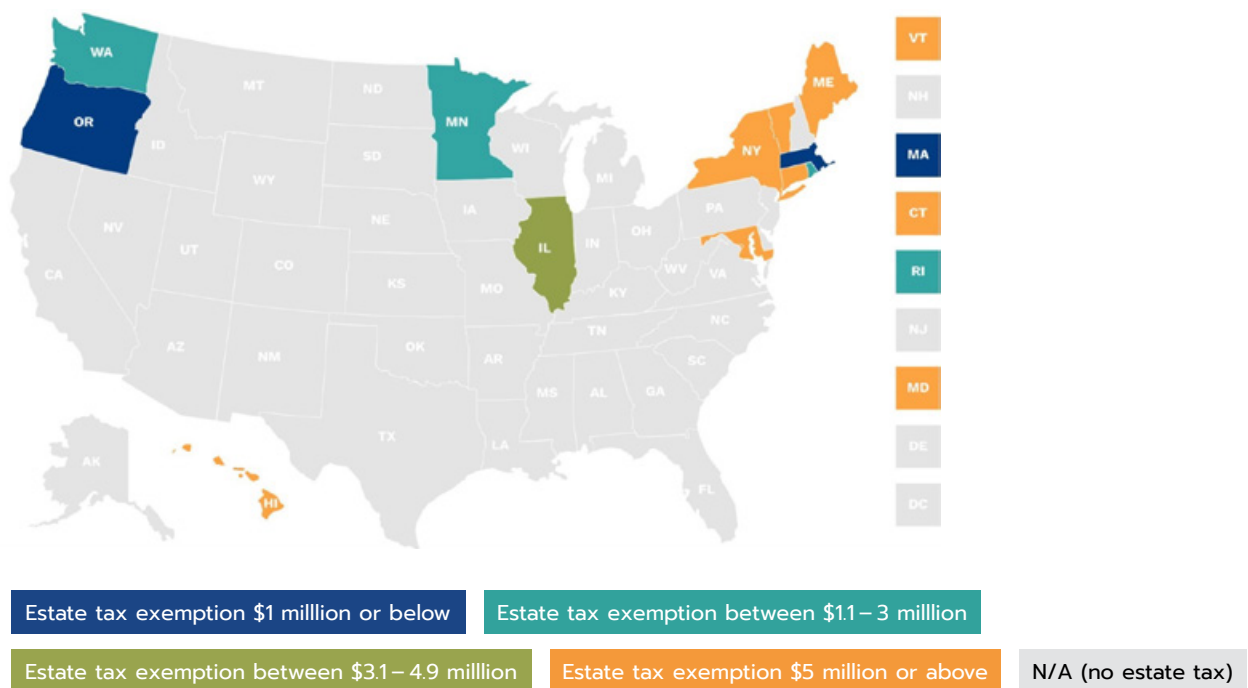 WA
MT
ND
MN
OR
ID
WY
SD
WI
MI
ME
NY
VT
NH
MA
CT
RI
NJ
MD
DE
DC
NV
UT
CO
NE
IA
IL
IN
OH
PA
CA
KS
MO
KY
WV
VA
AZ
NM
OK
AR
TN
NC
SC
TX
LA
MS
AL
GA
FL
AK
HI
Estate tax exemption $1 milllion or below
Estate tax exemption between $1.1 – 3 milllion
Estate tax exemption between $3.1 – 4.9 milllion
Estate tax exemption $5 million or above
N/A (no estate tax)